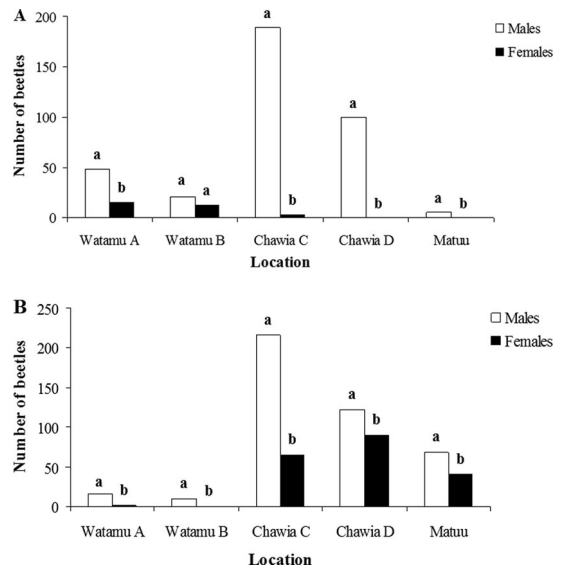 A
Males
Females
Number of beetles
200
150
100
50
0
a
b
a
a
a
b
a
b
a
b
Watamu A
Watamu B
Chawia C
Chawia D
Matuu
Location
B
Males
Females
Number of beetles
250
200
150
100
50
0
a
b
a
b
a
b
a
b
a
b
Watamu A
Watamu B
Chawia C
Chawia D
Matuu
Location